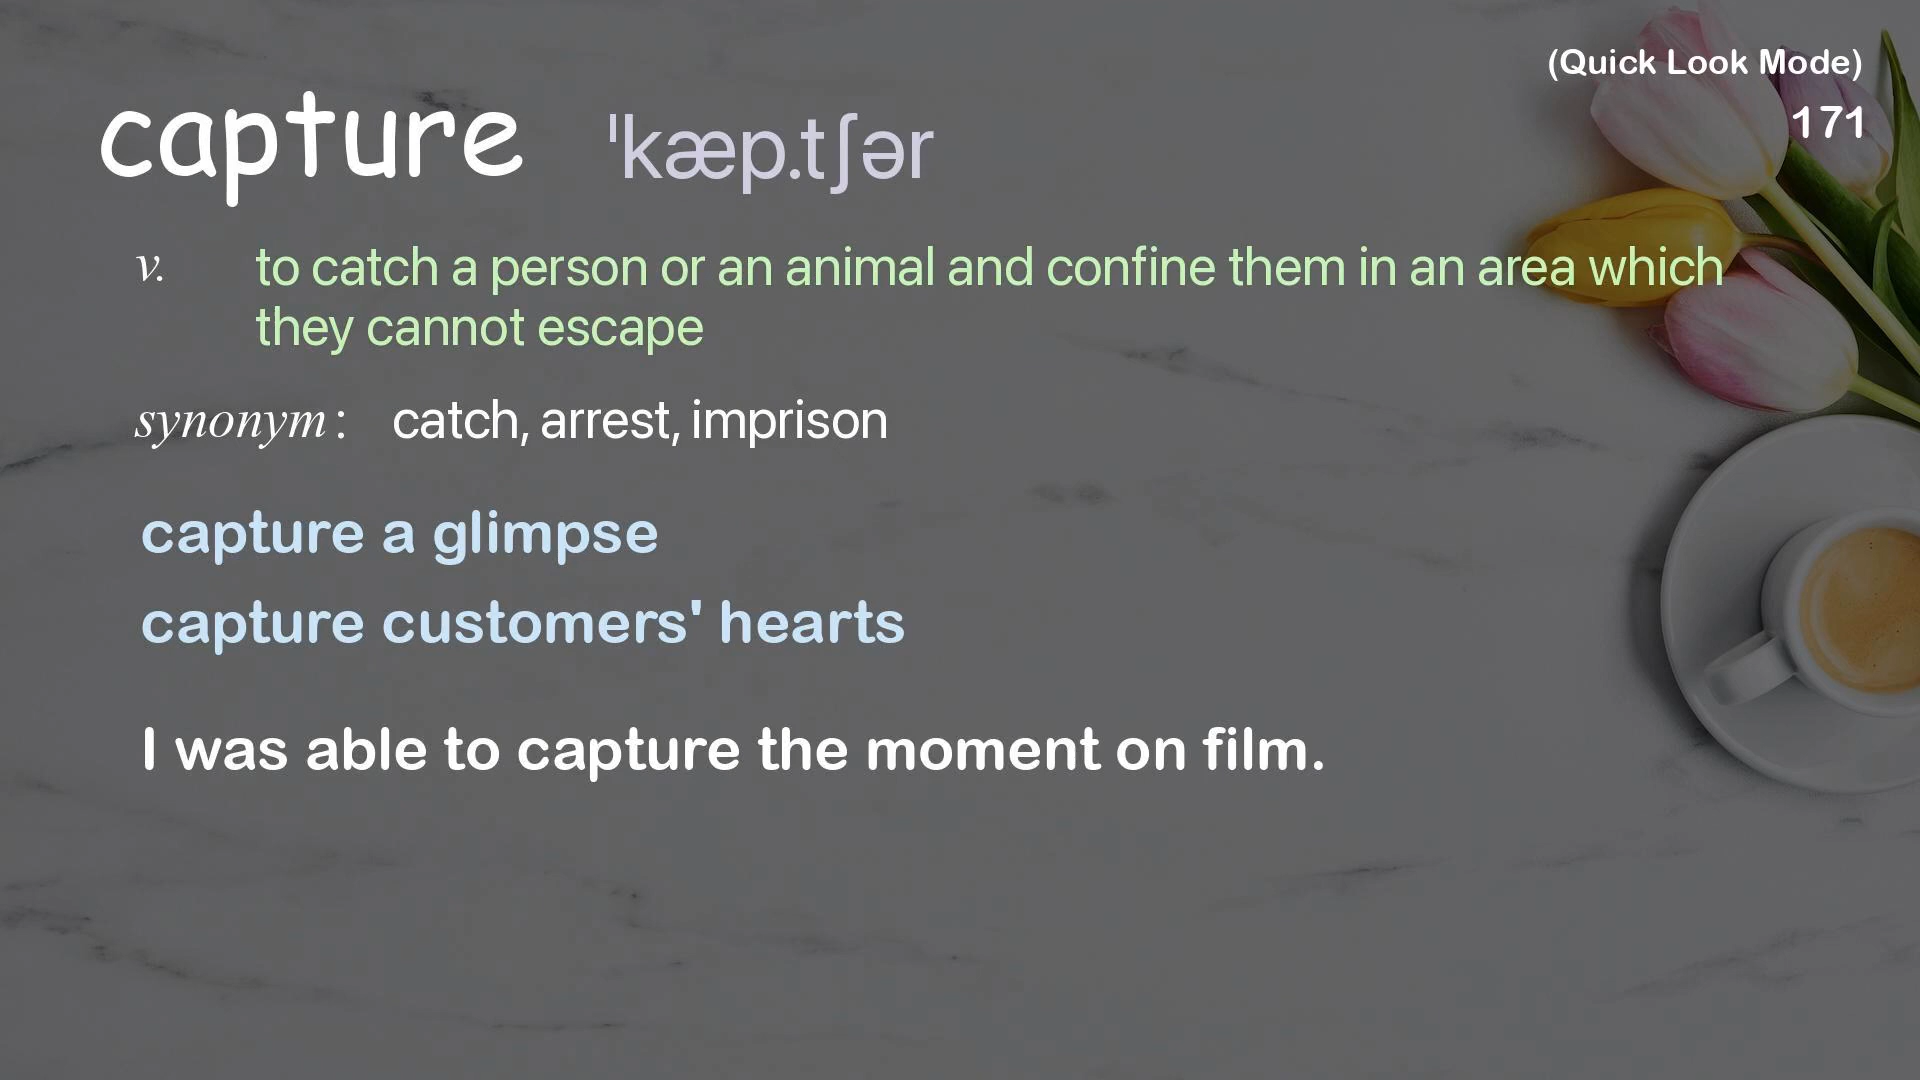 (Quick Look Mode)
171
capture ˈkæp.tʃər
v. to catch a person or an animal and confine them in an area which
they cannot escape
synonym: catch, arrest, imprison
capture a glimpse
capture customers' hearts
I was able to capture the moment on film.